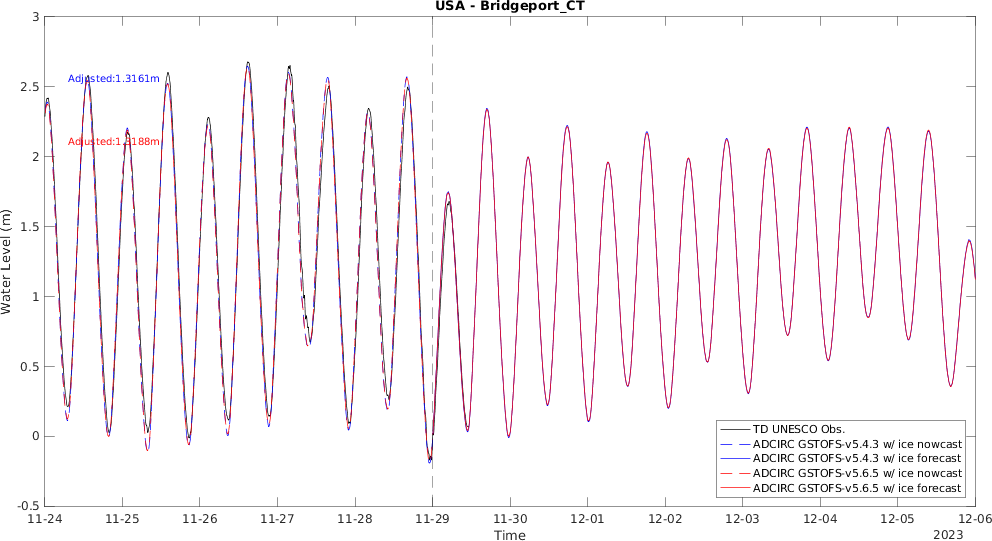 USA - Bridgeport_CT
3
2.5
2
1.5
1
0.5
0
-0.5
Water Level (m)
Adjusted:1.3161m
11-24
11-25
11-26
11-27
11-28
11-29
11-30
12-01
12-02
12-03
12-04
12-05
12-06
Time
2023
TD UNESCO Obs.
ADCIRC GSTOFS-v5.4.3 w/ ice nowcast
ADCIRC GSTOFS-v5.4.3 w/ ice forecast
ADCIRC GSTOFS-v5.6.5 w/ ice nowcast
ADCIRC GSTOFS-v5.6.5 w/ ice forecast